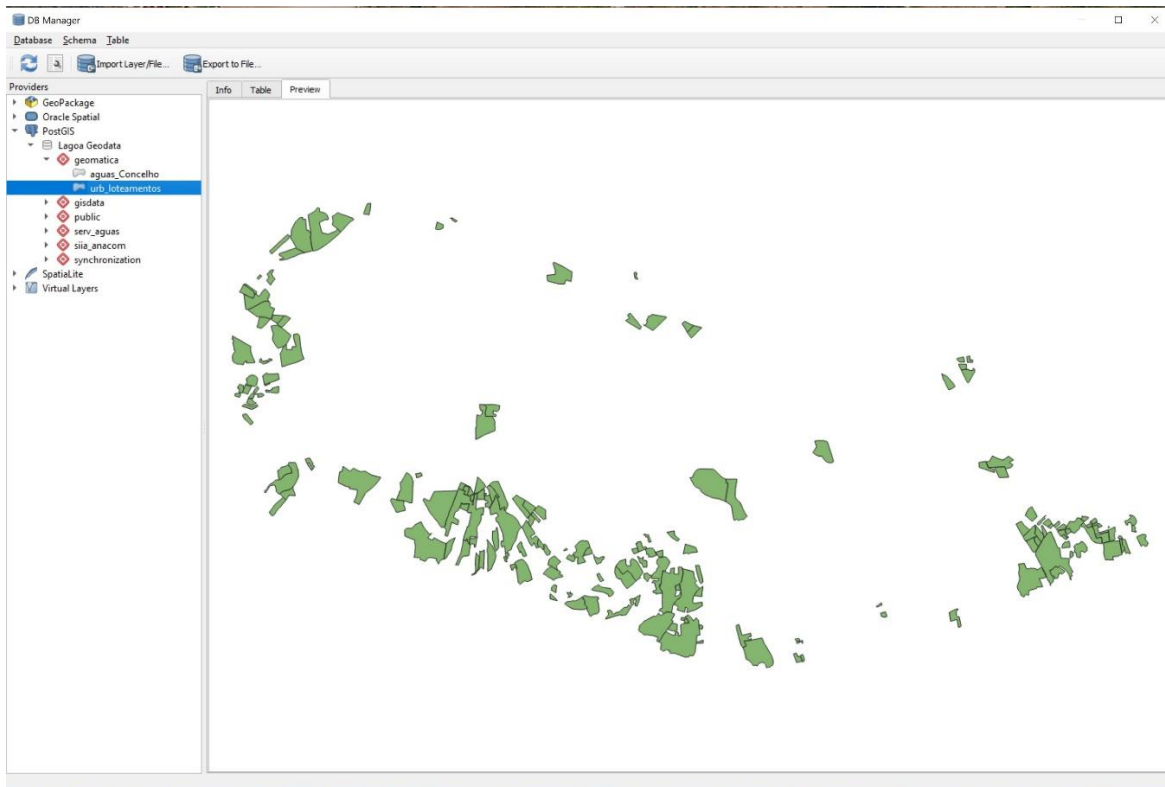 DB Manager
Database Schema Table
Import Layer/File... Export to File...
Providers
Info Table Preview
GeoPackage
Oracle Spatial
PostGIS
Lagoa Geodata
geomatica
aguas_Concelho
urb_loteamentos
gisdata
public
serv_aguas
siia_anacom
synchronization
SpatiaLite
Virtual Layers